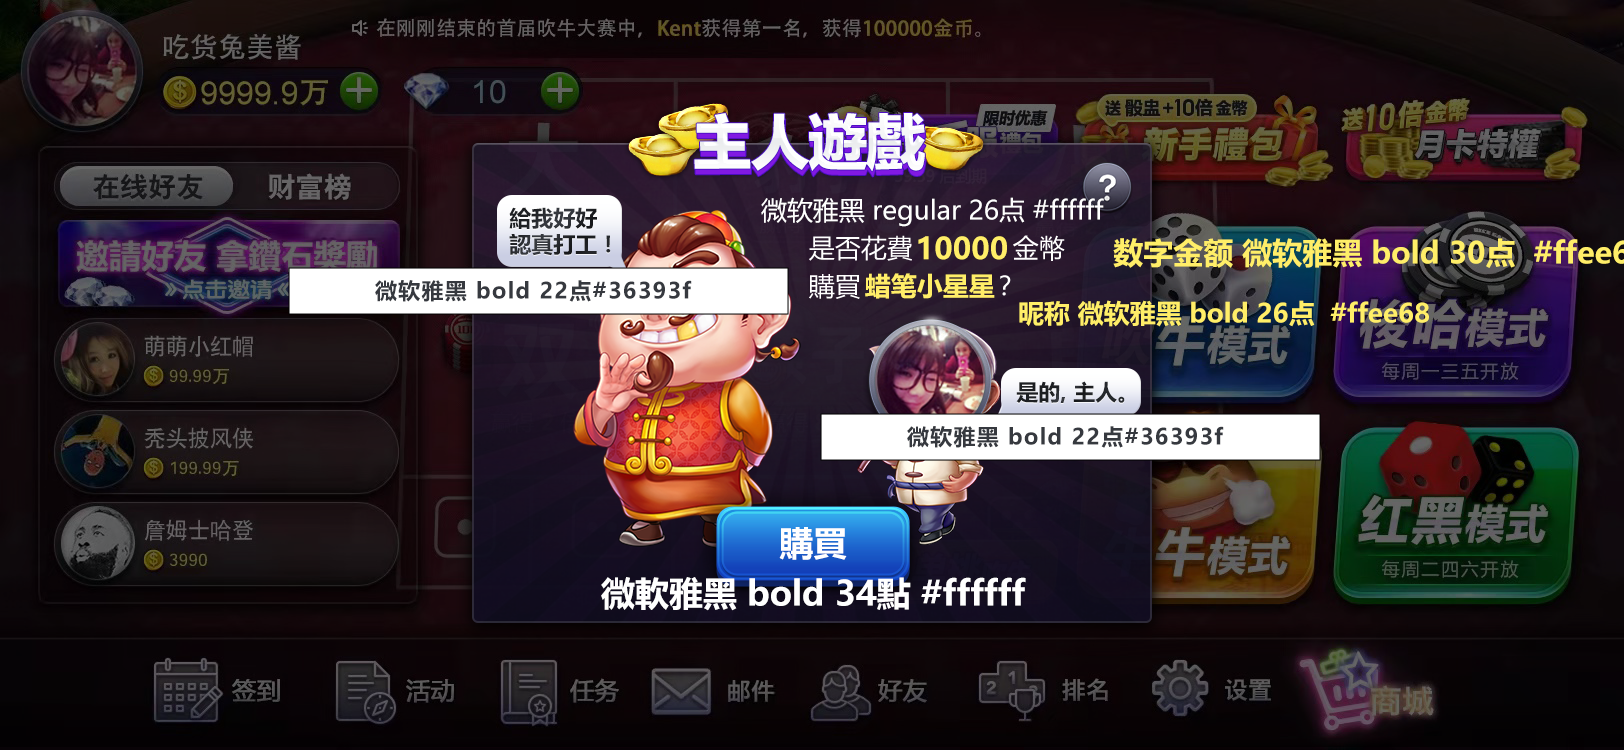 在刚刚结束的首届吹牛大赛中，Kent获得第一名，获得100000金币。
吃货兔美酱
9999.9万
10
在线好友
财富榜
邀請好友 拿鑽石獎勵
点击邀请
萌萌小红帽
99.99万
秃头披风侠
199.99万
詹姆士哈登
3990
主人遊戲
限时优惠
送 骰盅+10倍金幣
新手禮包
送10倍金幣
月卡特權
?
給我好好
認真打工！
微软雅黑 regular 26点 #ffffff
是否花費10000金幣
購買蜡笔小星星？
数字金额 微软雅黑 bold 30点 #ffee6
昵称 微软雅黑 bold 26点 #ffee68
微软雅黑 bold 22点#36393f
是的, 主人。
微软雅黑 bold 22点#36393f
購買
微軟雅黑 bold 34點 #ffffff
牛模式
梭哈模式
每周一三五开放
牛模式
红黑模式
每周二四六开放
签到
活动
任务
邮件
好友
排名
设置
商城